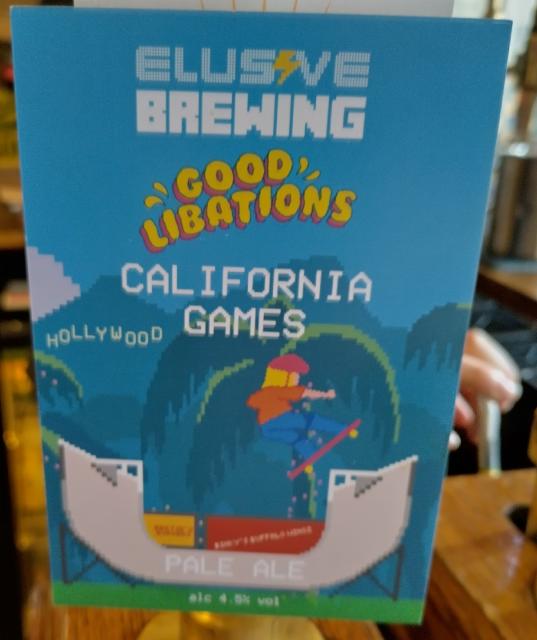 ELUSIVE
BREWING
GOOD
LIBATIONS
CALIFORNIA
GAMES
HOLLYWOOD
PALE ALE
alc 4.5% vol